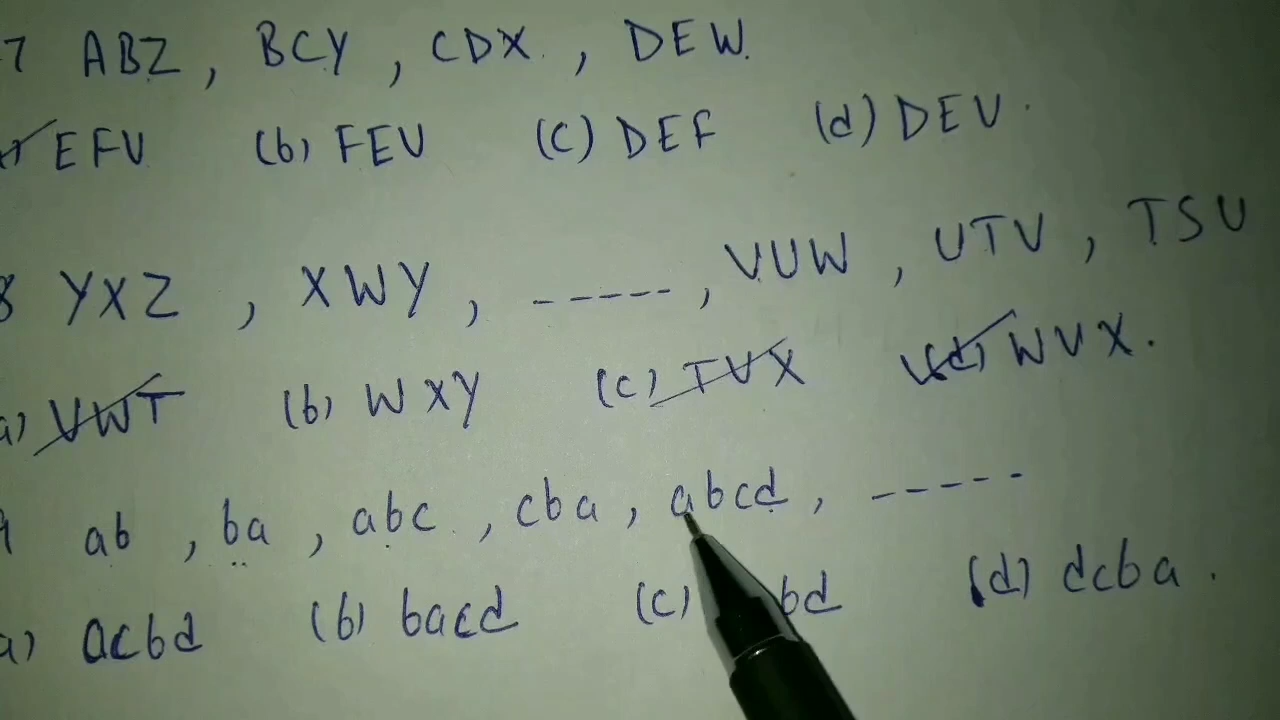 7 ABZ, BCY, CDX, DEW
EFV (b) FEV (c) DEF (d) DEV.
8 YXZ, XWY, -----, VUW, UTV, TSU
a) VWT (b) WXY (c) TVX (d) WVX.
9 ab, ba, abc, cba, abcd, -----
a) acbd (b) bacd (c) bd (d) dcba.